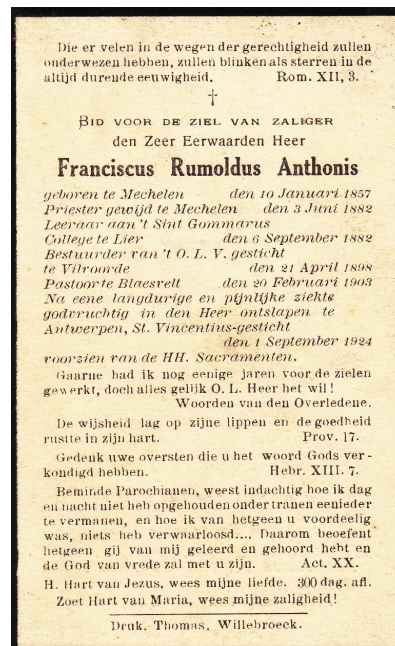 Die er velen in de wegen der gerechtigheid zullen
onderwezen hebben, zullen blinken als sterren in de
altijd durende eeuwigheid. Rom. XII, 3.
†
BID VOOR DE ZIEL VAN ZALIGER
den Zeer Eerwaarden Heer
Franciscus Rumoldus Anthonis
geboren te Mechelen den 10 Januari 1857
Priester gewijd te Mechelen den 3 Juni 1882
Leeraar aan 't Sint Gommarus
College te Lier den 6 September 1882
Bestuurder van 't O. L. V. gesticht
te Vilvoorde den 21 April 1898
Pastoor te Blaesvelt den 20 Februari 1903
Na eene langdurige en pijnlijke ziekte
godvruchtig in den Heer ontslapen te
Antwerpen, St. Vincentius-gesticht
den 1 September 1924
voorzien van de HH. Sacramenten.
Gaarne had ik nog eenige jaren voor de zielen
gewerkt, doch alles gelijk O. L. Heer het wil !
Woorden van den Overledene.
De wijsheid lag op zijne lippen en de goedheid
rustte in zijn hart. Prov. 17.
Gedenk uwe oversten die u het woord Gods ver-
kondigd hebben. Hebr. XIII. 7.
Beminde Parochianen, weest indachtig hoe ik dag
en nacht niet heb opgehouden onder tranen eenieder
te vermanen, en hoe ik van hetgeen u voordeelig
was, niets heb verwaarloosd.... Daarom beoefent
hetgeen gij van mij geleerd en gehoord hebt en
de God van vrede zal met u zijn. Act. XX.
H. Hart van Jezus, wees mijne liefde. 300 dag. afl.
Zoet Hart van Maria, wees mijne zaligheid !
Druk. Thomas, Willebroeck.